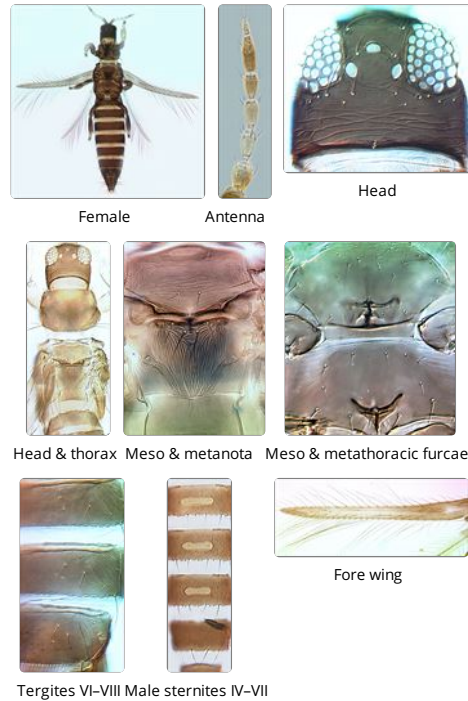 Female
Antenna
Head
Head & thorax
Meso & metanota
Meso & metathoracic furcae
Fore wing
Tergites VI–VIII
Male sternites IV–VII